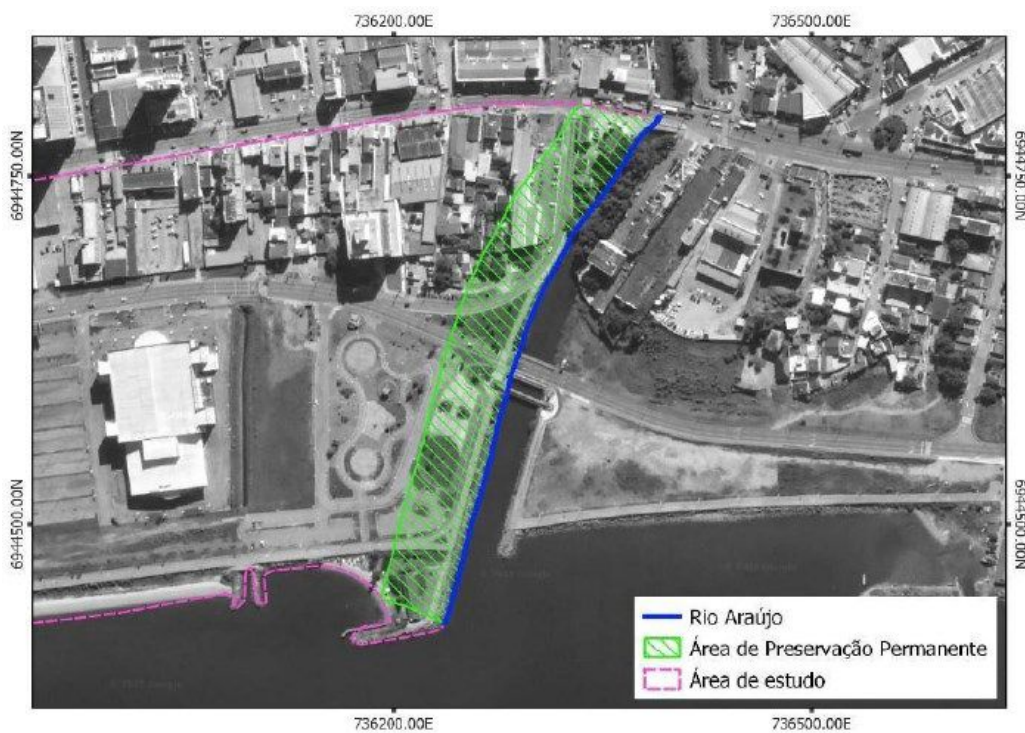 736200.00E
736500.00E
6944750.00N
6944750.00N
6944500.00N
6944500.00N
Rio Araújo
Área de Preservação Permanente
Área de estudo
736200.00E
736500.00E